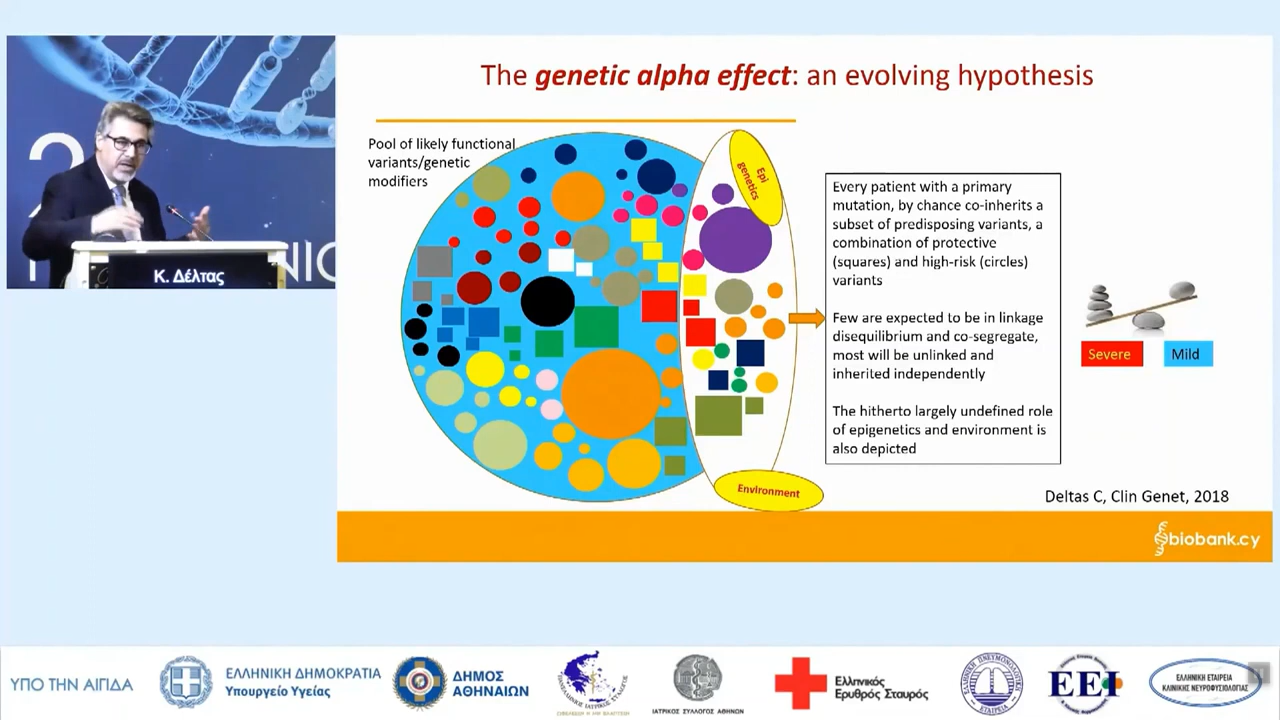 The genetic alpha effect: an evolving hypothesis
Pool of likely functional
variants/genetic
modifiers
Epi
genetics
Every patient with a primary
mutation, by chance co-inherits a
subset of predisposing variants, a
combination of protective
(squares) and high-risk (circles)
variants
Few are expected to be in linkage
disequilibrium and co-segregate,
most will be unlinked and
inherited independently
The hitherto largely undefined role
of epigenetics and environment is
also depicted
Severe
Mild
Environment
Deltas C, Clin Genet, 2018
biobank.cy
Κ. Δέλτας
ΥΠΟ ΤΗΝ ΑΙΓΙΔΑ
ΕΛΛΗΝΙΚΗ ΔΗΜΟΚΡΑΤΙΑ
Υπουργείο Υγείας
ΔΗΜΟΣ
ΑΘΗΝΑΙΩΝ
ΙΑΤΡΙΚΟΣ ΣΥΛΛΟΓΟΣ ΑΘΗΝΩΝ
Ελληνικός
Ερυθρός Σταυρός
ΕΕΙ
ΕΛΛΗΝΙΚΗ ΕΤΑΙΡΕΙΑ
ΚΛΙΝΙΚΗΣ ΝΕΥΡΟΦΥΣΙΟΛΟΓΙΑΣ